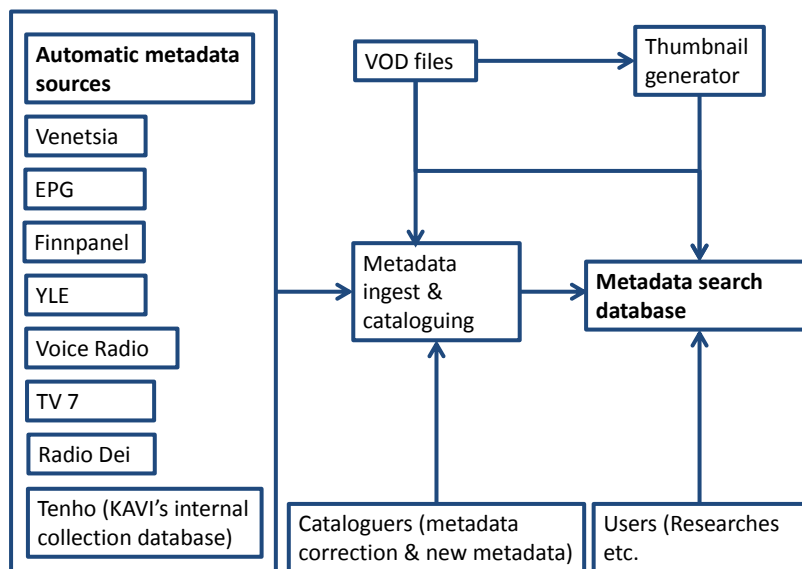 Automatic metadata
sources
Venetsia
EPG
Finnpanel
YLE
Voice Radio
TV 7
Radio Dei
Tenho (KAVI’s internal
collection database)
VOD files
Thumbnail
generator
Metadata
ingest &
cataloguing
Metadata search
database
Cataloguers (metadata
correction & new metadata)
Users (Researches
etc.